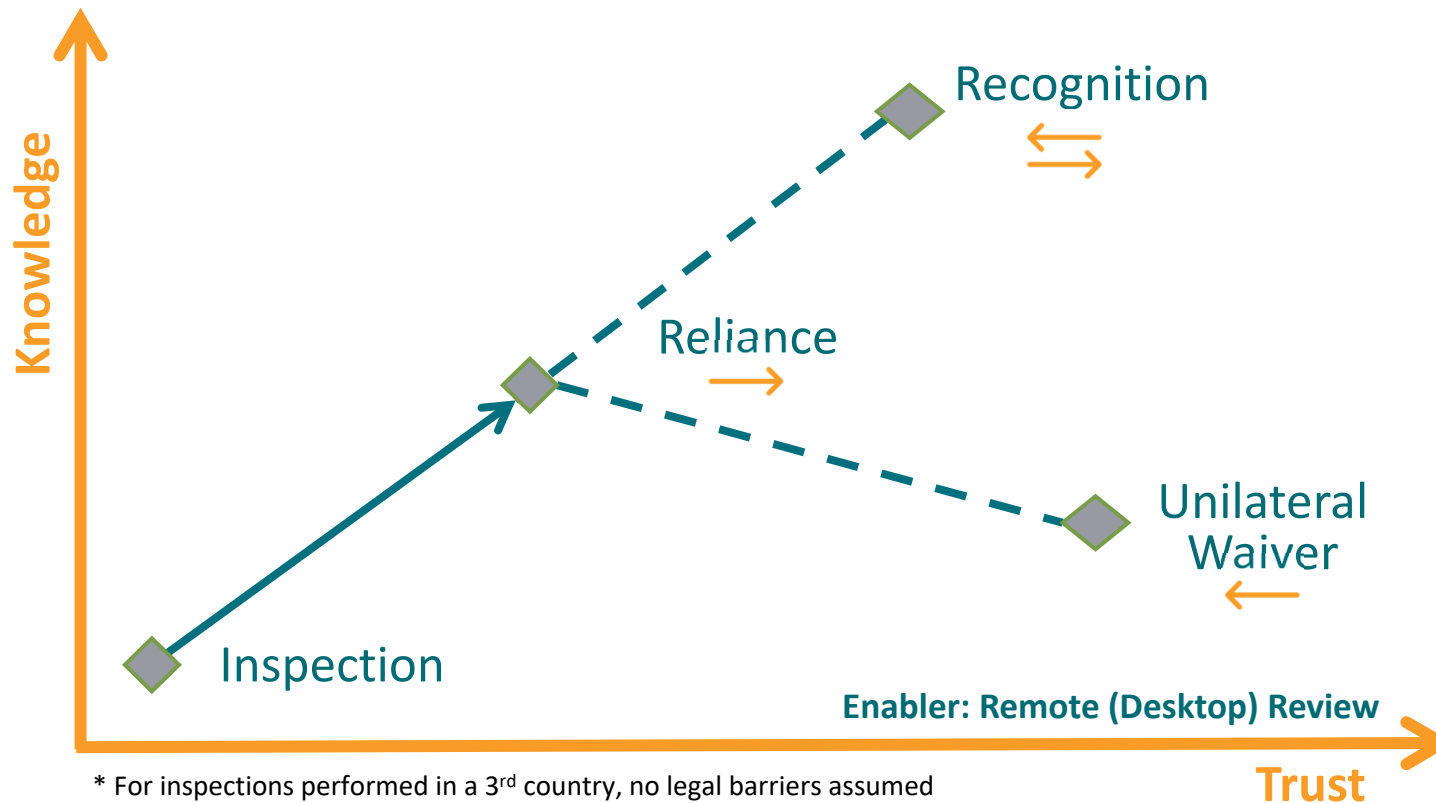 Recognition
Knowledge
Reliance
Unilateral
Waiver
Inspection
Enabler: Remote (Desktop) Review
* For inspections performed in a 3rd country, no legal barriers assumed
Trust